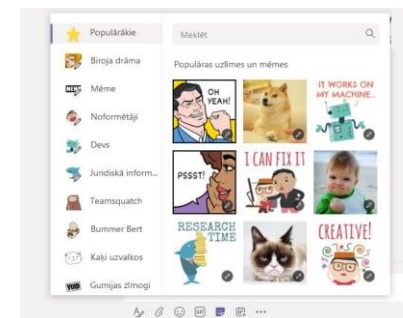 Populārākie
Biroja drāma
Mēme
Noformētāji
Devs
Juridiskā inform...
Teamsquatch
Bummer Bert
Kaķi uzvalkos
Gumijas zīmogi
Meklēt
Populāras uzlīmes un mēmes
OH
YEAH!
IT WORKS ON
MY MACHINE...
PSSST!
I CAN FIX IT
RESEARCH
TIME
CREATIVE!
GIF